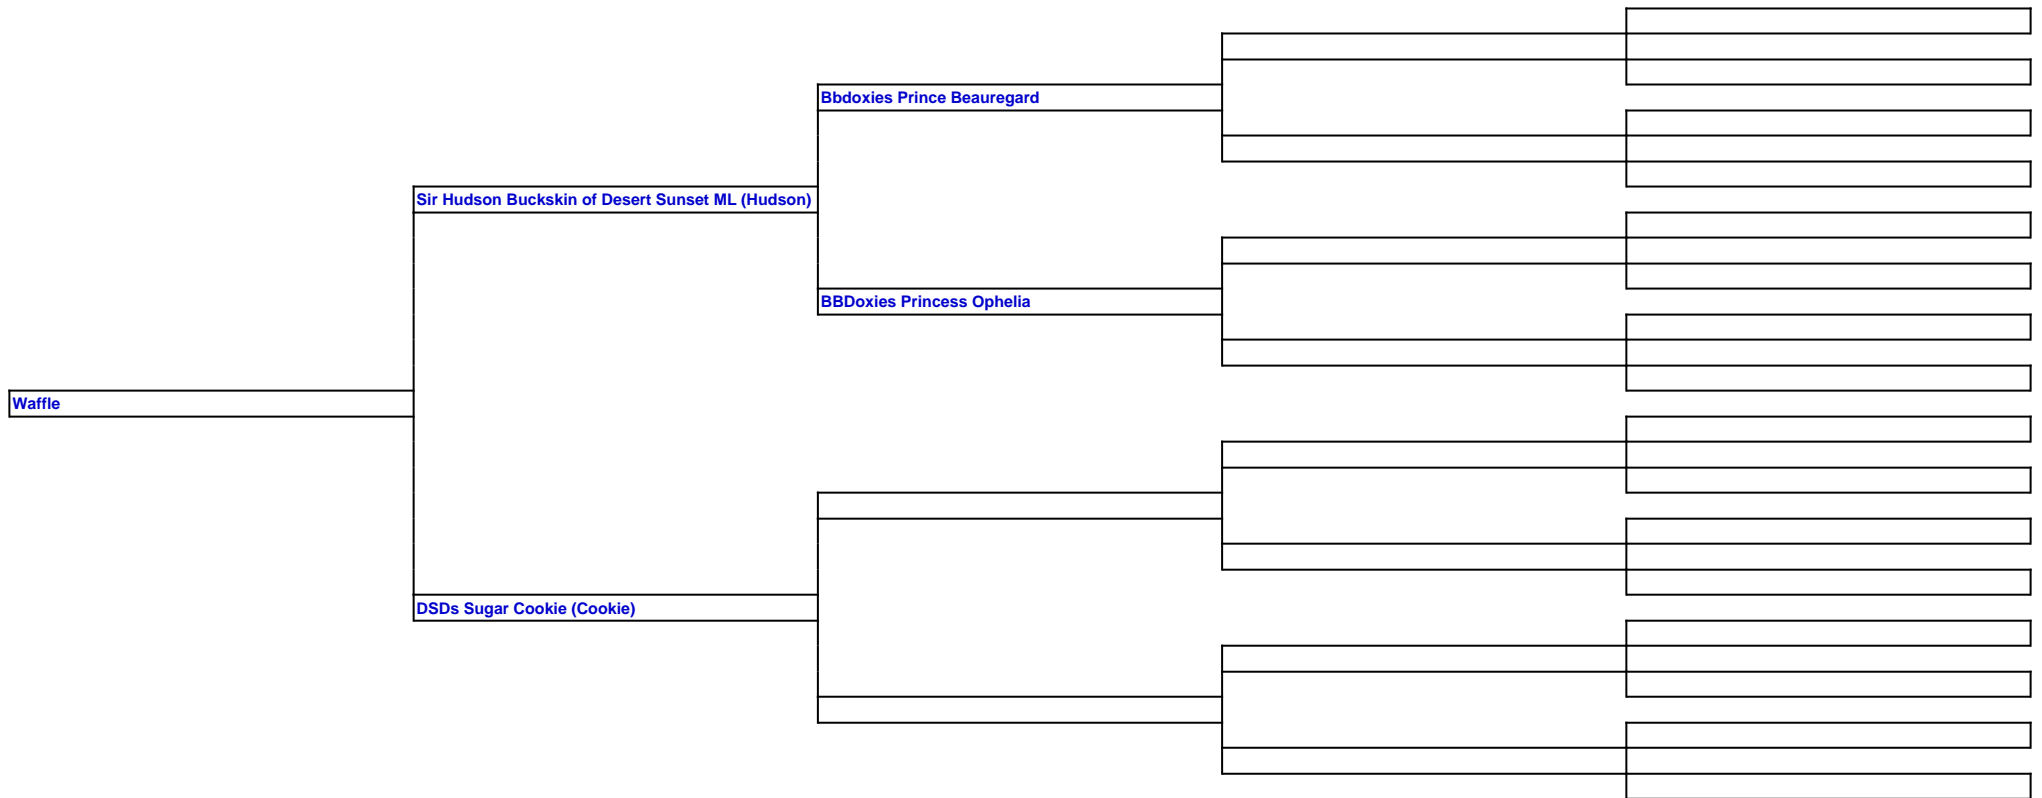 Bbdoxies Prince Beauregard
Sir Hudson Buckskin of Desert Sunset ML (Hudson)
BBDoxies Princess Ophelia
Waffle
DSDs Sugar Cookie (Cookie)